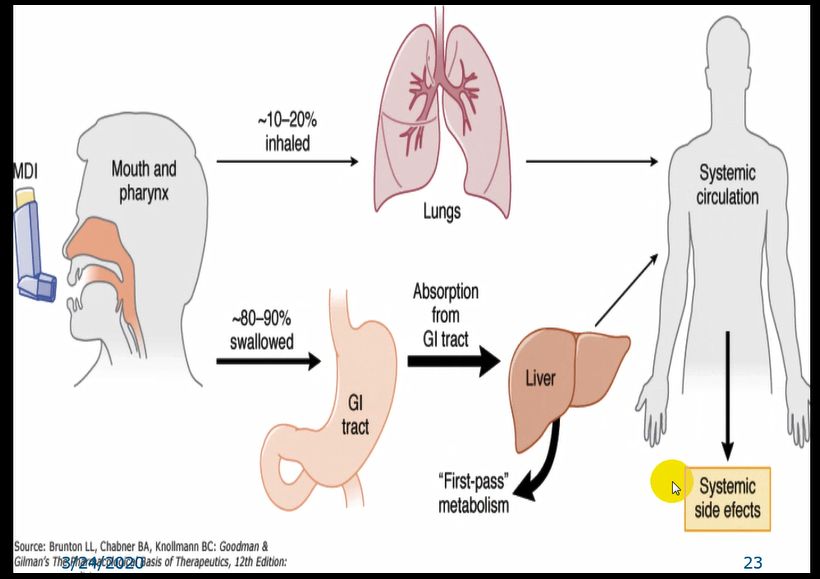 MDI
Mouth and
pharynx
~10–20%
inhaled
Lungs
Systemic
circulation
~80–90%
swallowed
GI
tract
Absorption
from
GI tract
Liver
“First-pass”
metabolism
Systemic
side efects
Source: Brunton LL, Chabner BA, Knollmann BC: Goodman &
Gilman's The Pharmacological Basis of Therapeutics, 12th Edition:
3/24/2020
23